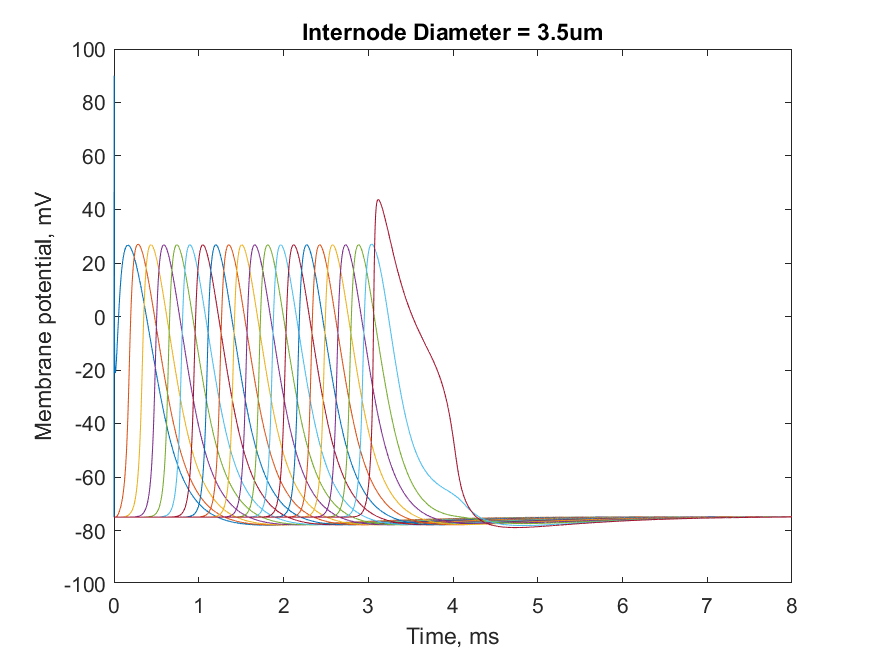 Internode Diameter = 3.5um
100
80
60
40
20
0
-20
-40
-60
-80
-100
Membrane potential, mV
0 1 2 3 4 5 6 7 8
Time, ms